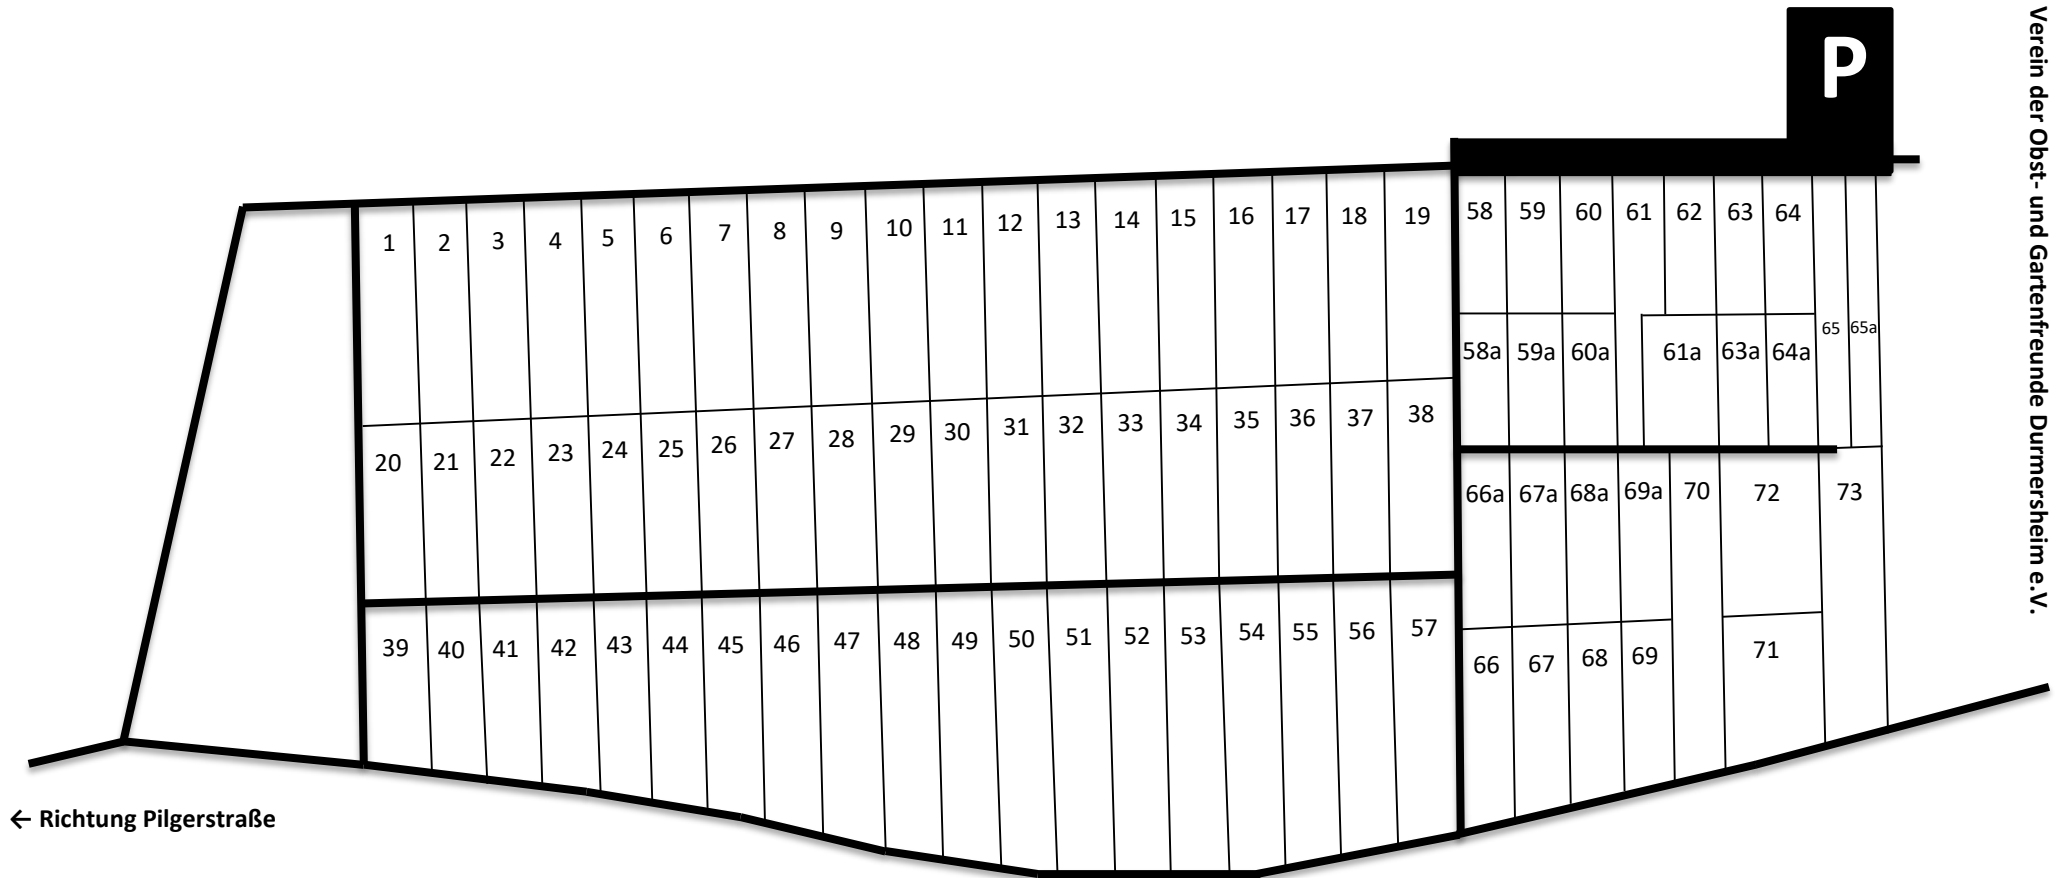 P
Verein der Obst- und Gartenfreunde Durmersheim e.V.
1 2 3 4 5 6 7 8 9 10 11 12 13 14 15 16 17 18 19
58 59 60 61 62 63 64
65 65a
58a 59a 60a 61a 63a 64a
20 21 22 23 24 25 26 27 28 29 30 31 32 33 34 35 36 37 38
66a 67a 68a 69a 70 72 73
39 40 41 42 43 44 45 46 47 48 49 50 51 52 53 54 55 56 57
66 67 68 69 71
← Richtung Pilgerstraße